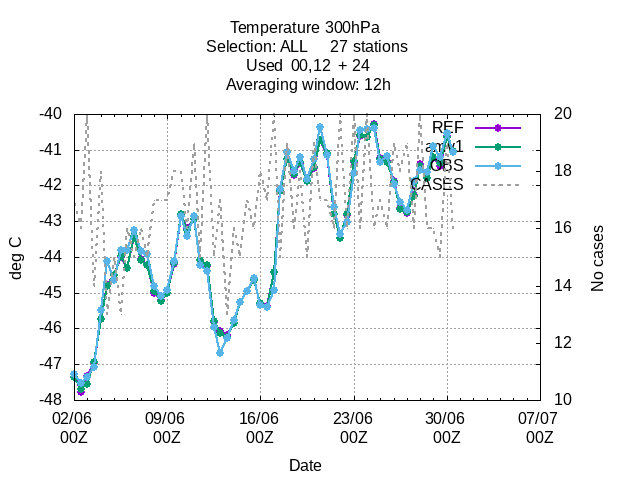 Temperature 300hPa
Selection: ALL 27 stations
Used 00,12 + 24
Averaging window: 12h
-40
-41
-42
-43
-44
-45
-46
-47
-48
deg C
20
18
16
14
12
10
No cases
REF
amv1
OBS
CASES
02/06 09/06 16/06 23/06 30/06 07/07
00Z 00Z 00Z 00Z 00Z 00Z
Date